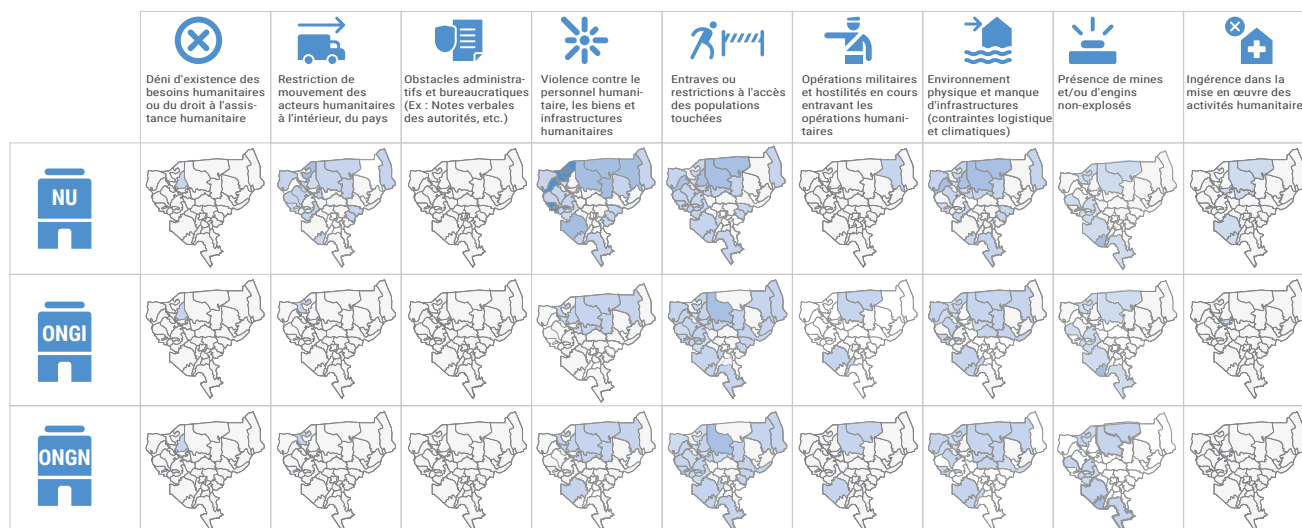 Déni d'existence des
besoins humanitaires
ou du droit à l'assis-
tance humanitaire
Restriction de
mouvement des
acteurs humanitaires
à l'intérieur, du pays
Obstacles administra-
tifs et bureaucratiques
(Ex : Notes verbales
des autorités, etc.)
Violence contre le
personnel humani-
taire, les biens et
infrastructures
humanitaires
Entraves ou
restrictions à l'accès
des populations
touchées
Opérations militaires
et hostilités en cours
entravant les
opérations humani-
taires
Environnement
physique et manque
d'infrastructures
(contraintes logistique
et climatiques)
Présence de mines
et/ou d'engins
non-explosés
Ingérence dans la
mise en œuvre des
activités humanitaire
NU
ONGI
ONGN